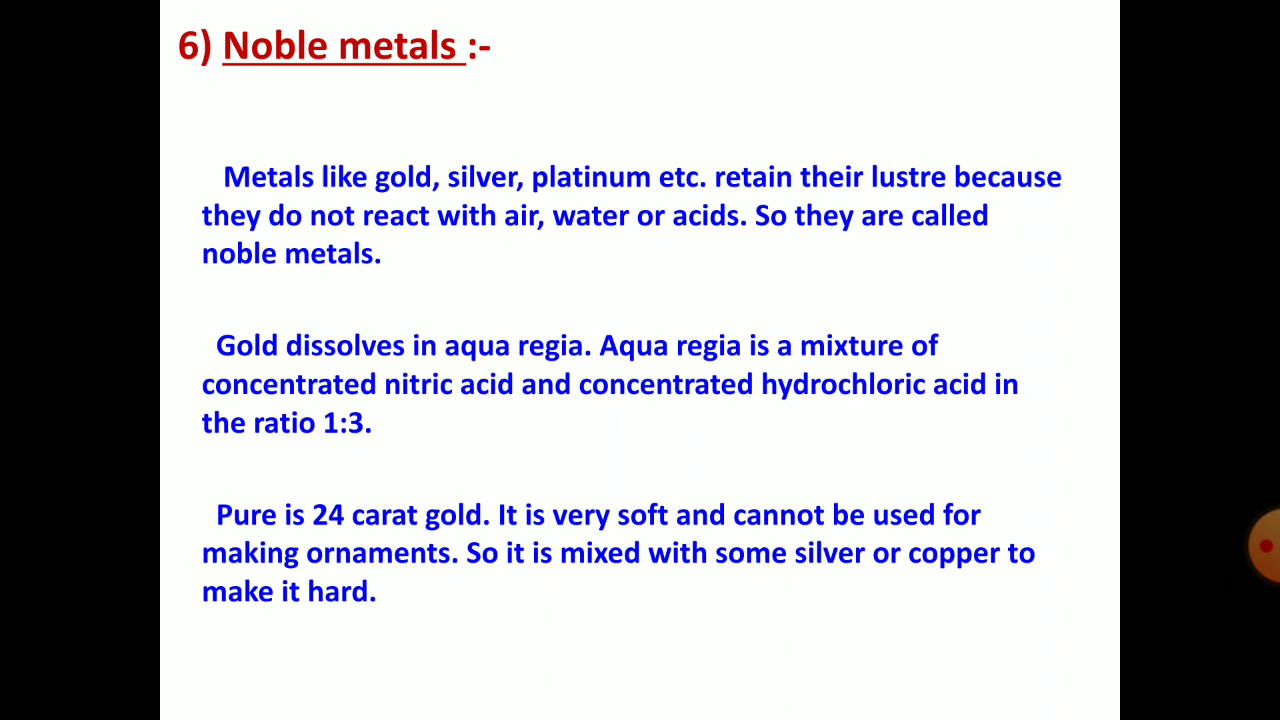 6) Noble metals :-
Metals like gold, silver, platinum etc. retain their lustre because
they do not react with air, water or acids. So they are called
noble metals.
Gold dissolves in aqua regia. Aqua regia is a mixture of
concentrated nitric acid and concentrated hydrochloric acid in
the ratio 1:3.
Pure is 24 carat gold. It is very soft and cannot be used for
making ornaments. So it is mixed with some silver or copper to
make it hard.